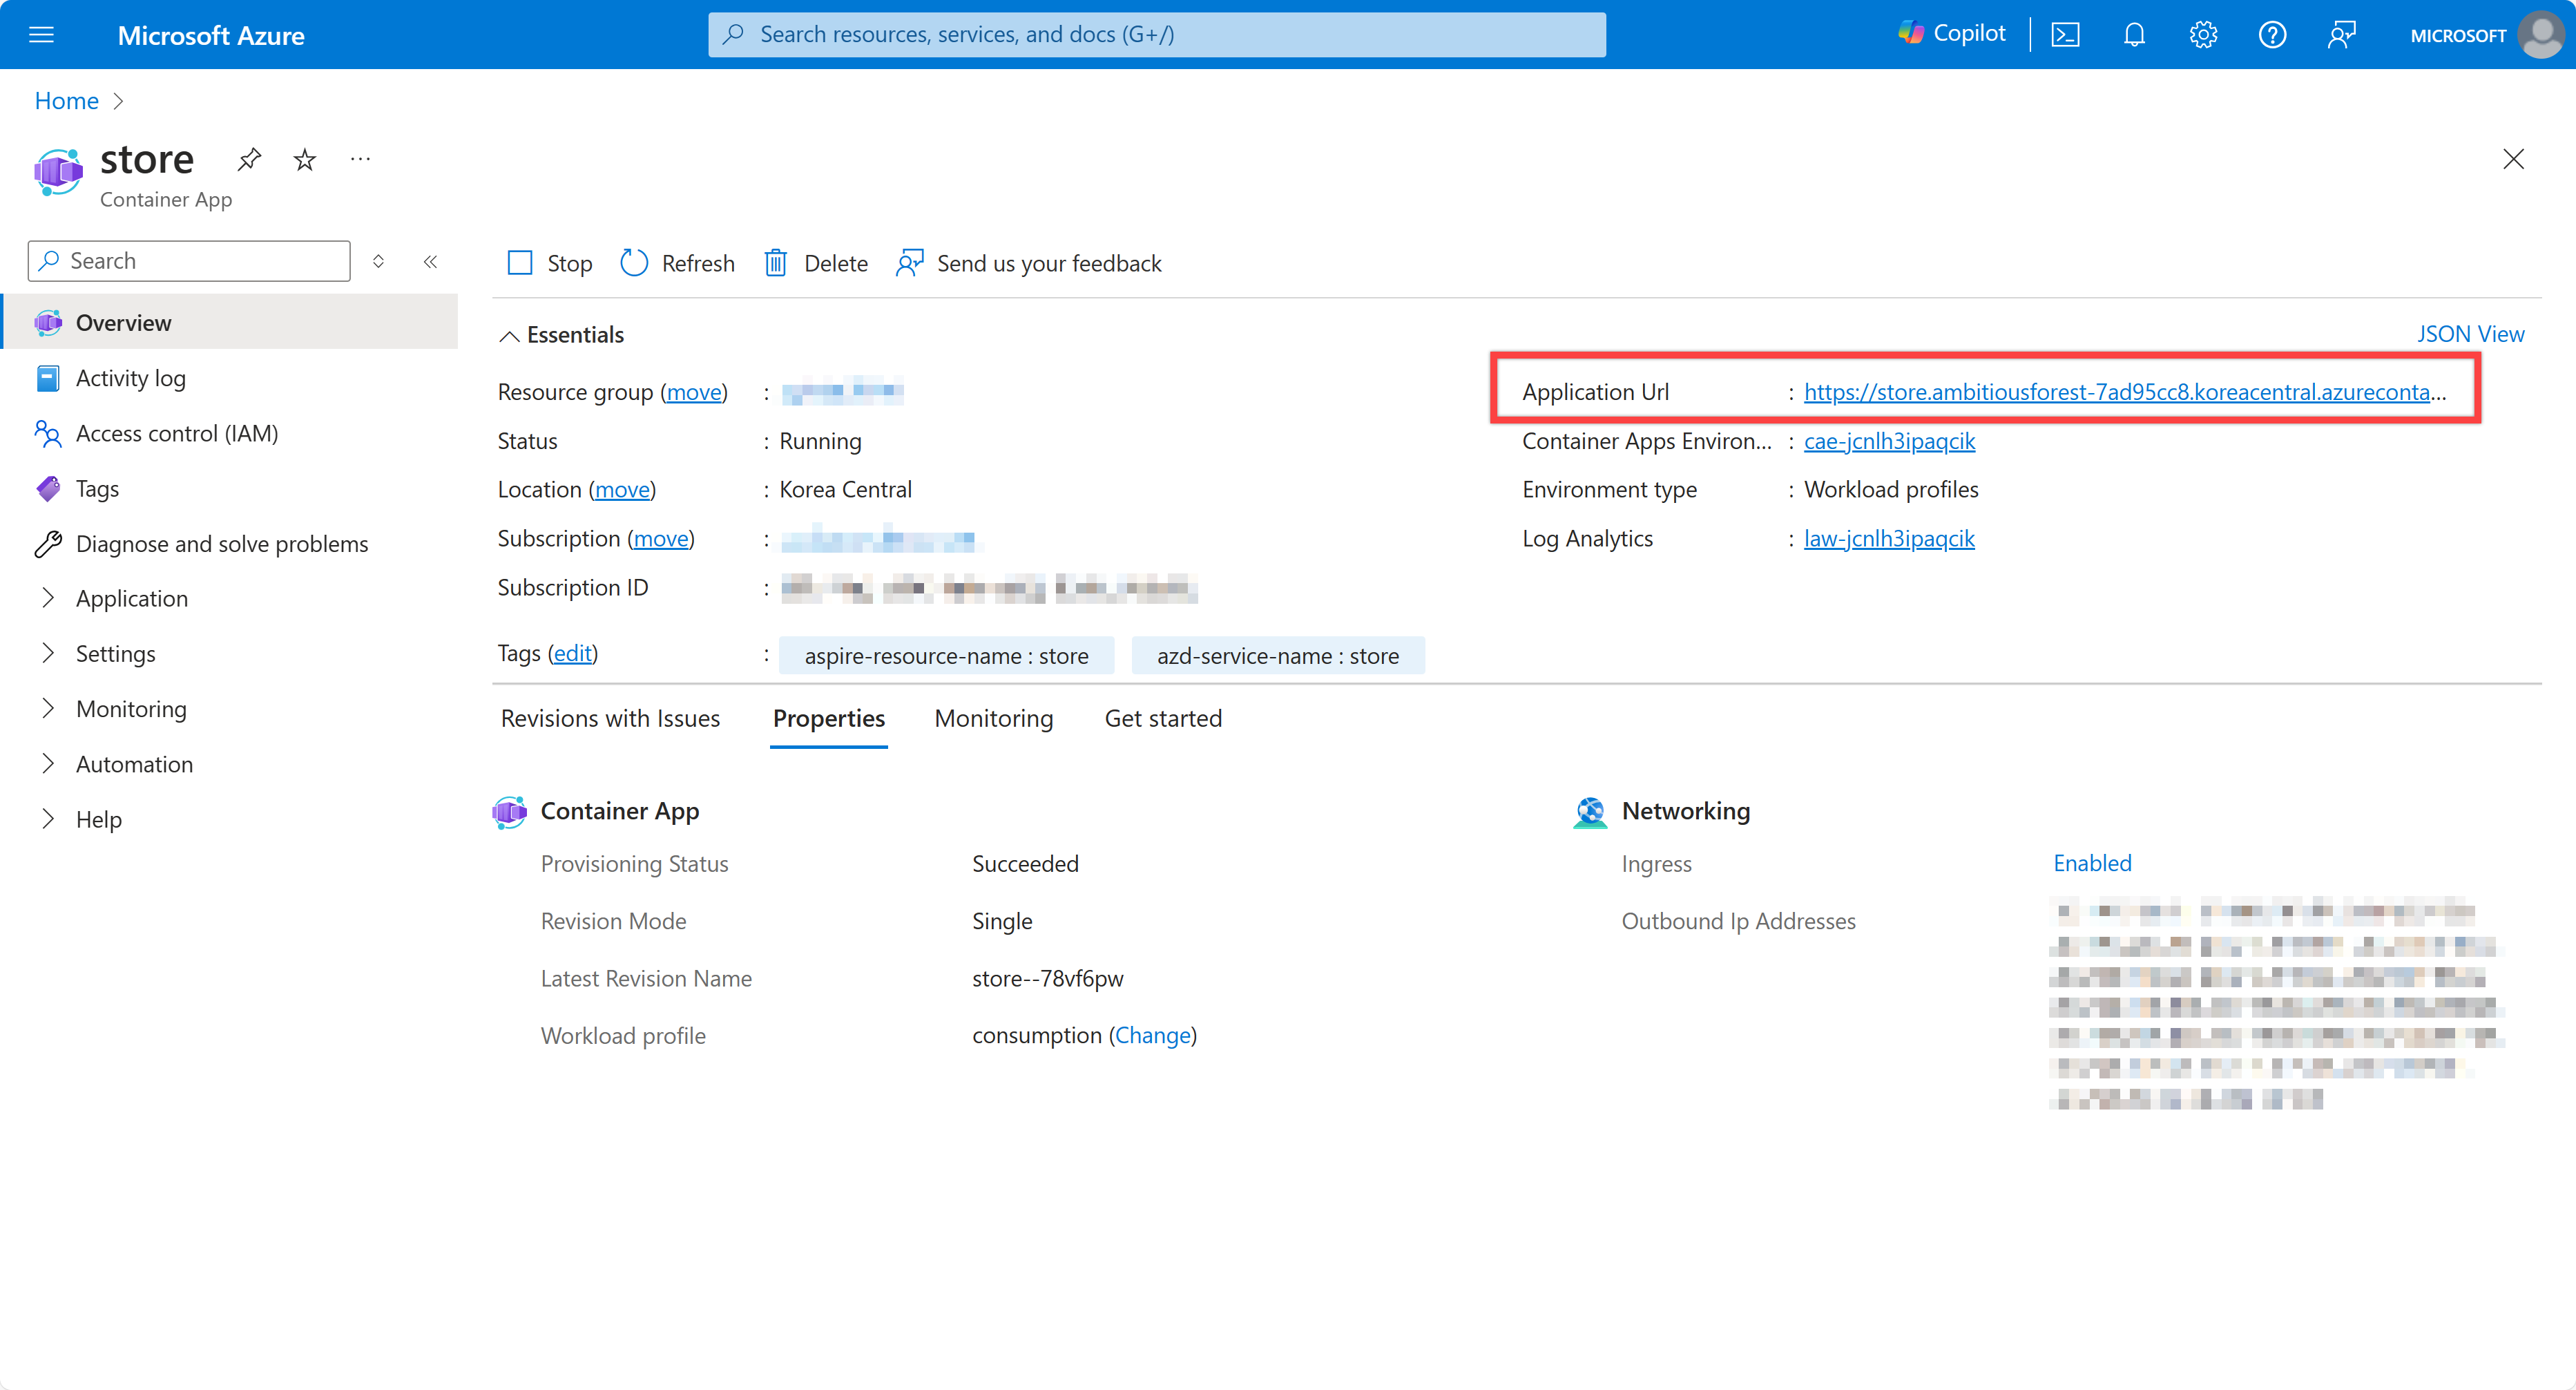 Microsoft Azure
Search resources, services, and docs (G+/)
Copilot
MICROSOFT
Home
store
Container App
Search
Stop
Refresh
Delete
Send us your feedback
Overview
Activity log
Access control (IAM)
Tags
Diagnose and solve problems
Application
Settings
Monitoring
Automation
Help
Essentials
JSON View
Resource group (move) :
Status : Running
Location (move) : Korea Central
Subscription (move) :
Subscription ID :
Application Url : https://store.ambitiousforest-7ad95cc8.koreacentral.azureconta...
Container Apps Environ... : cae-jcnlh3ipaqcik
Environment type : Workload profiles
Log Analytics : law-jcnlh3ipaqcik
Tags (edit) : aspire-resource-name : store azd-service-name : store
Revisions with Issues Properties Monitoring Get started
Container App
Provisioning Status Succeeded
Revision Mode Single
Latest Revision Name store--78vf6pw
Workload profile consumption (Change)
Networking
Ingress Enabled
Outbound Ip Addresses